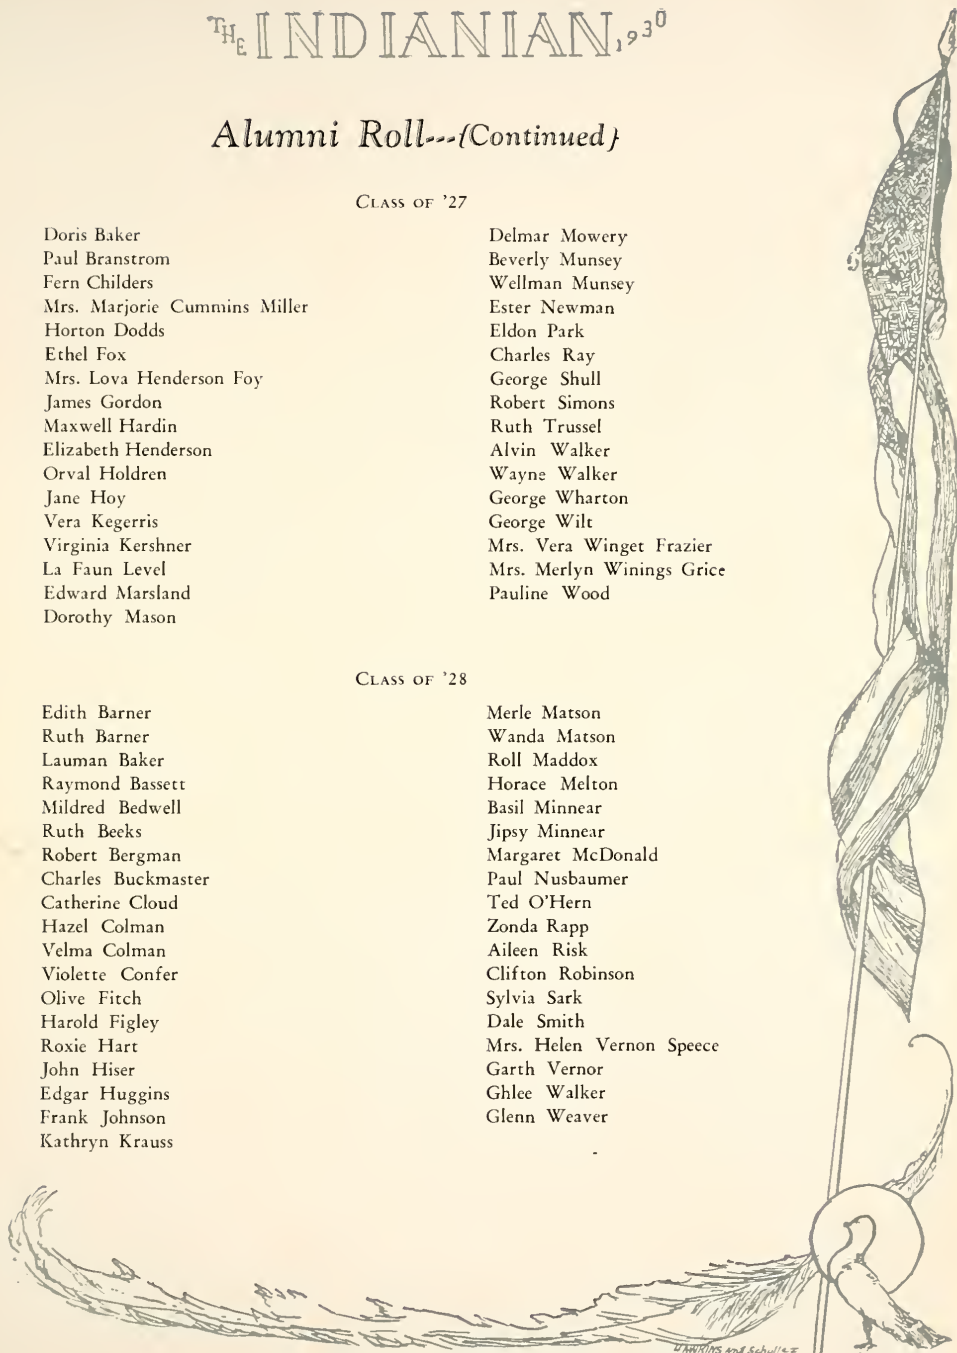 THE INDIANIAN, 1930
Alumni Roll---{Continued}
CLASS OF '27
Doris Baker
Paul Branstrom
Fern Childers
Mrs. Marjorie Cummins Miller
Horton Dodds
Ethel Fox
Mrs. Lova Henderson Foy
James Gordon
Maxwell Hardin
Elizabeth Henderson
Orval Holdren
Jane Hoy
Vera Kegerris
Virginia Kershner
La Faun Level
Edward Marsland
Dorothy Mason
Delmar Mowery
Beverly Munsey
Wellman Munsey
Ester Newman
Eldon Park
Charles Ray
George Shull
Robert Simons
Ruth Trussel
Alvin Walker
Wayne Walker
George Wharton
George Wilt
Mrs. Vera Winget Frazier
Mrs. Merlyn Winings Grice
Pauline Wood
CLASS OF '28
Edith Barner
Ruth Barner
Lauman Baker
Raymond Bassett
Mildred Bedwell
Ruth Beeks
Robert Bergman
Charles Buckmaster
Catherine Cloud
Hazel Colman
Velma Colman
Violette Confer
Olive Fitch
Harold Figley
Roxie Hart
John Hiser
Edgar Huggins
Frank Johnson
Kathryn Krauss
Merle Matson
Wanda Matson
Roll Maddox
Horace Melton
Basil Minnear
Jipsy Minnear
Margaret McDonald
Paul Nusbaumer
Ted O'Hern
Zonda Rapp
Aileen Risk
Clifton Robinson
Sylvia Sark
Dale Smith
Mrs. Helen Vernon Speece
Garth Vernor
Ghlee Walker
Glenn Weaver
HAWKINS and